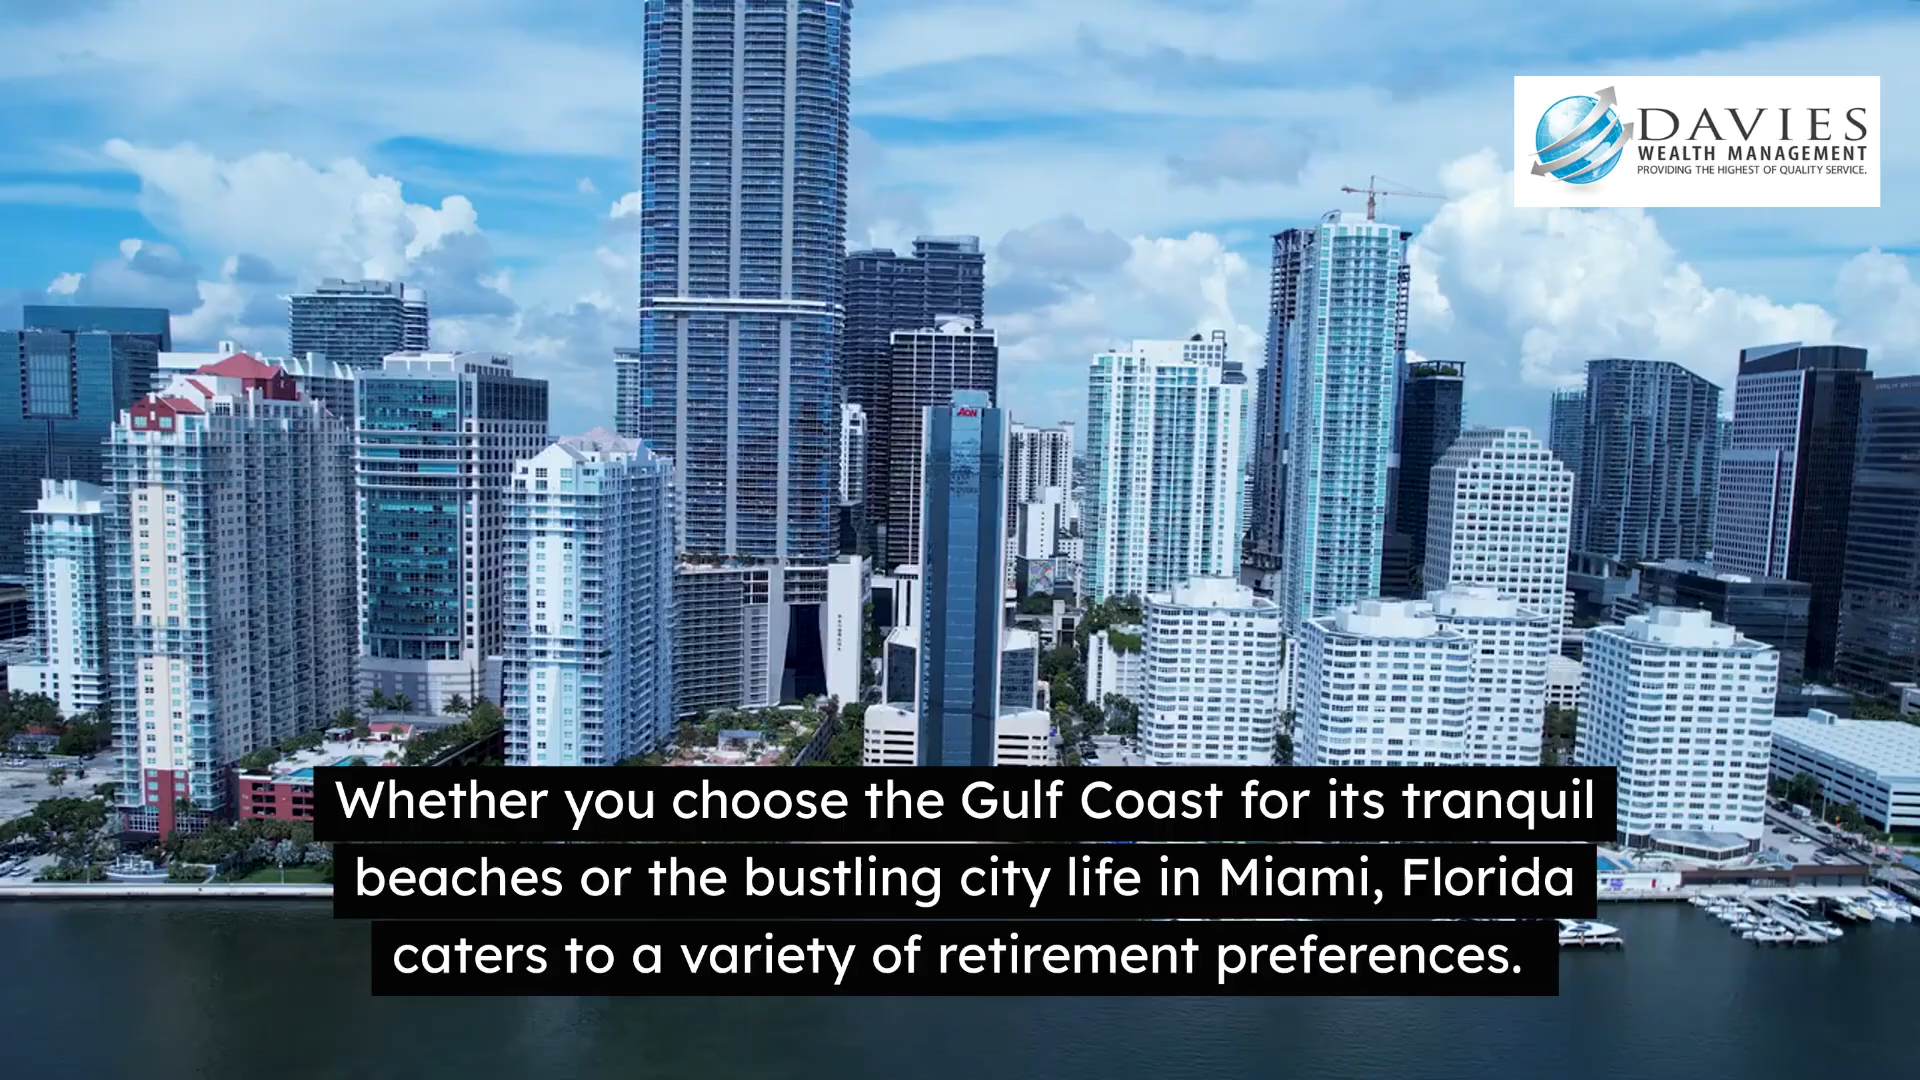 DAVIES
WEALTH MANAGEMENT
PROVIDING THE HIGHEST OF QUALITY SERVICE.
AON
Whether you choose the Gulf Coast for its tranquil
beaches or the bustling city life in Miami, Florida
caters to a variety of retirement preferences.